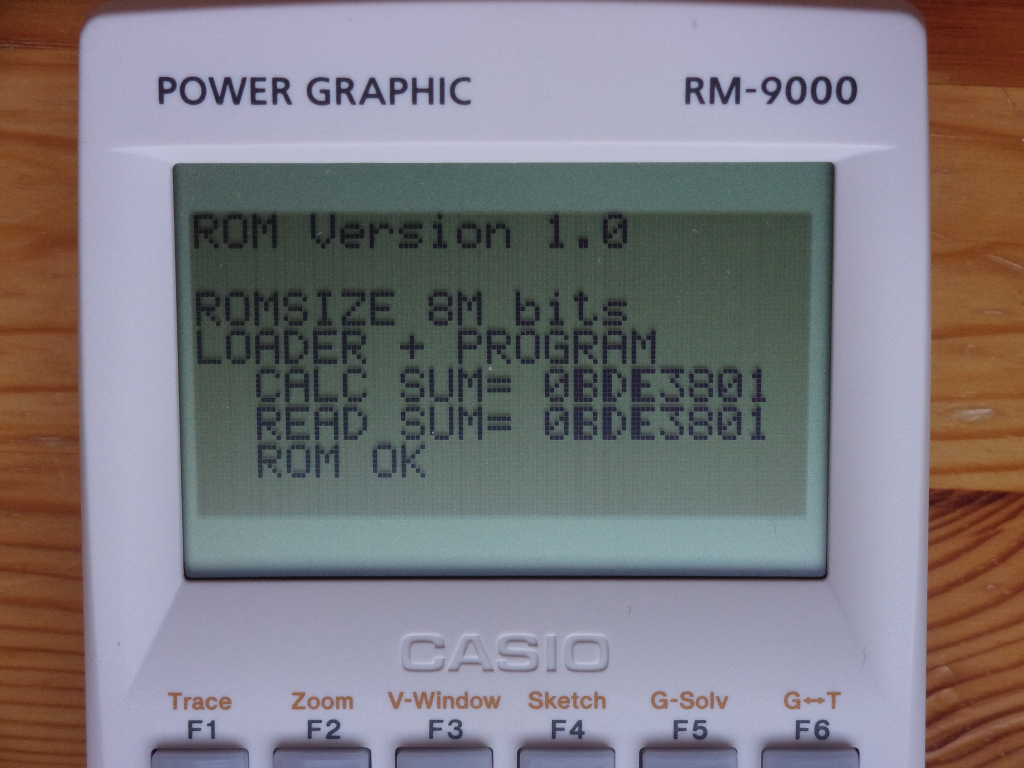 POWER GRAPHIC RM-9000
ROM Version 1.0
ROMSIZE 8M bits
LOADER + PROGRAM
CALC SUM= 0BDE3801
READ SUM= 0BDE3801
ROM OK
CASIO
Trace Zoom V-Window Sketch G-Solv G↔T
F1 F2 F3 F4 F5 F6